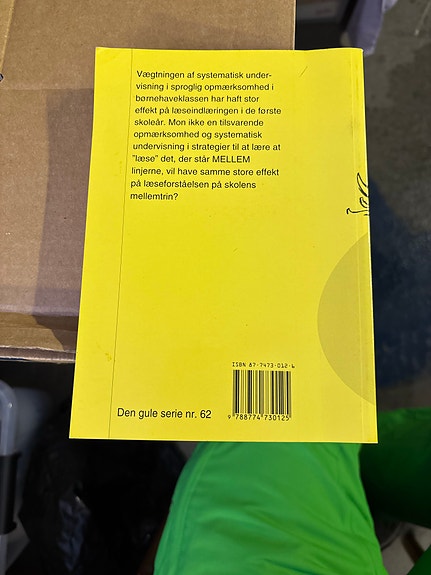 Vægtningen af systematisk under-
visning i sproglig opmærksomhed i
børnehaveklassen har haft stor
effekt på læseindlæringen i de første
skoleår. Mon ikke en tilsvarende
opmærksomhed og systematisk
undervisning i strategier til at lære at
"læse" det, der står MELLEM
linjerne, vil have samme store effekt
på læseforståelsen på skolens
mellemtrin?
ISBN 87-7473-012-6
9 788774 730125
Den gule serie nr. 62